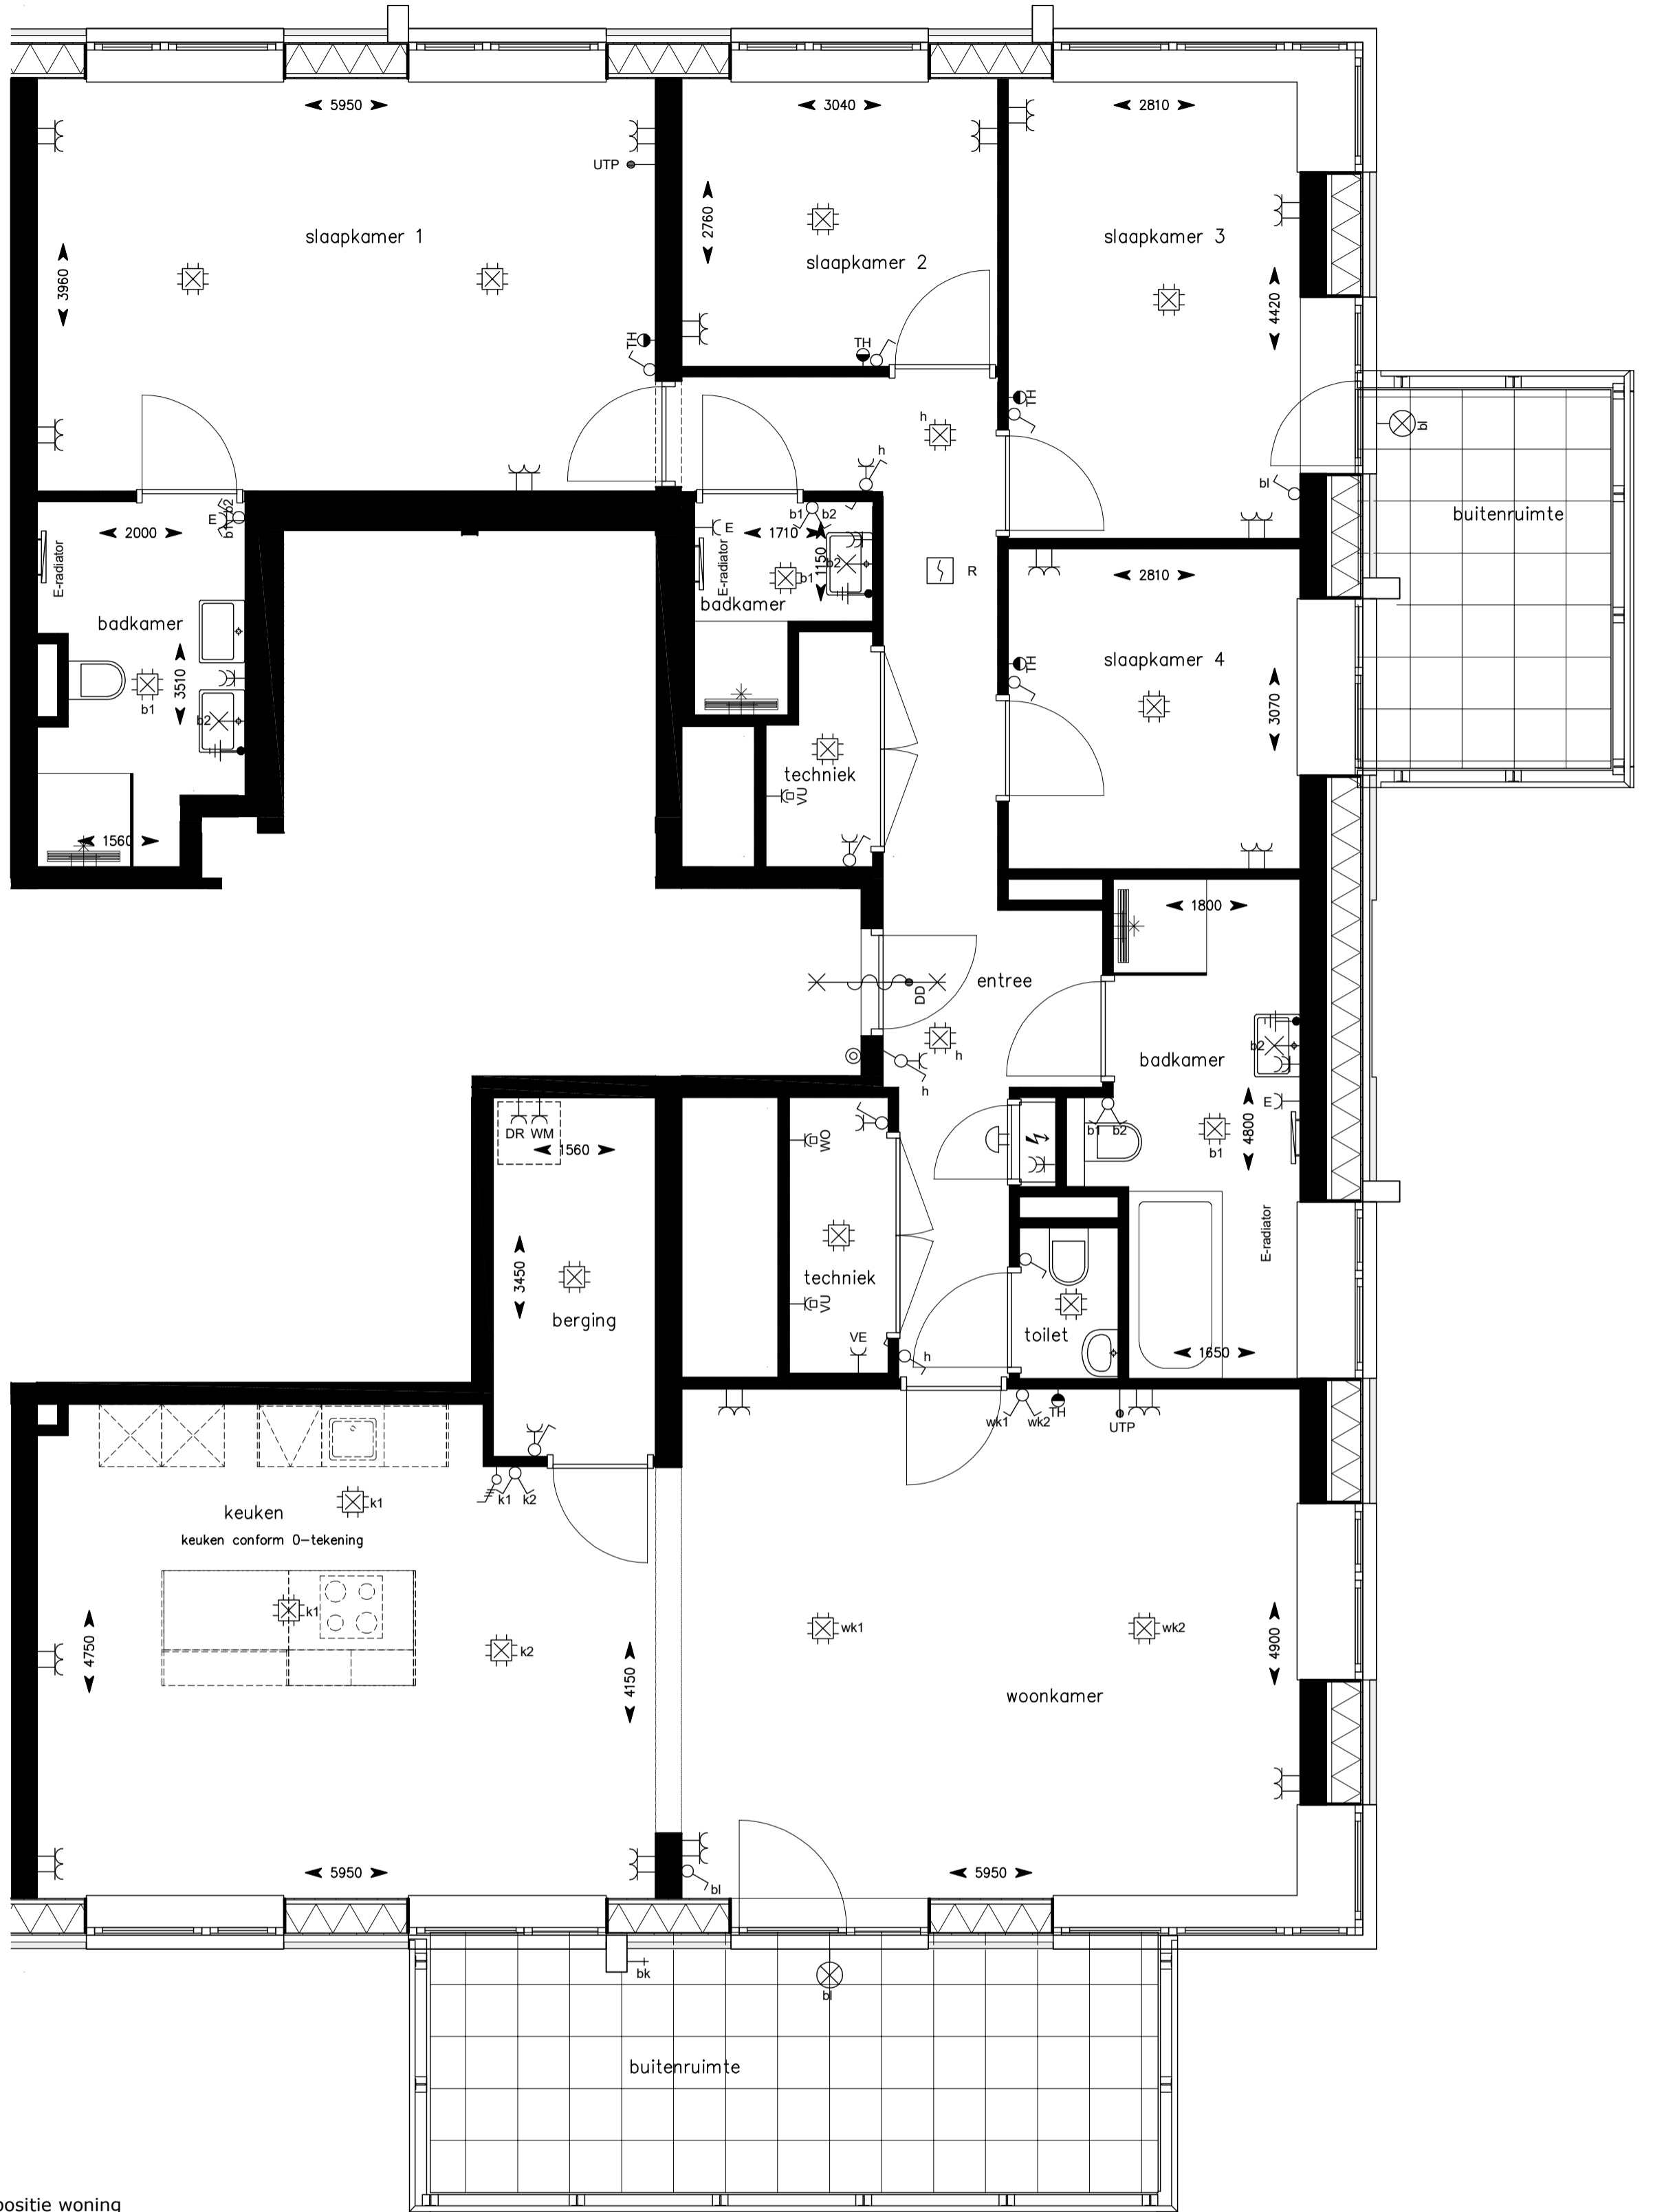 5950
3040
2810
UTP
2760
slaapkamer 1
slaapkamer 2
slaapkamer 3
3960
4420
TH
TH
TH
h
h
bl
bl
buitenruimte
E
b1
b2
2000
E-radiator
badkamer
3510
b1
b2
1560
b1
b2
E
1710
E-radiator
1150
b2
b1
badkamer
R
2810
TH
slaapkamer 4
3070
techniek
VU
1800
entree
DD
h
h
badkamer
b2
E
4800
b1
b2
b1
E-radiator
1650
DR
WM
1560
3450
berging
WO
techniek
VU
VE
h
toilet
wk1
wk2
TH
UTP
k1
k2
keuken
k1
keuken conform 0-tekening
k1
4750
k2
4150
wk1
wk2
4900
woonkamer
5950
5950
bl
bk
bl
buitenruimte
positie woning